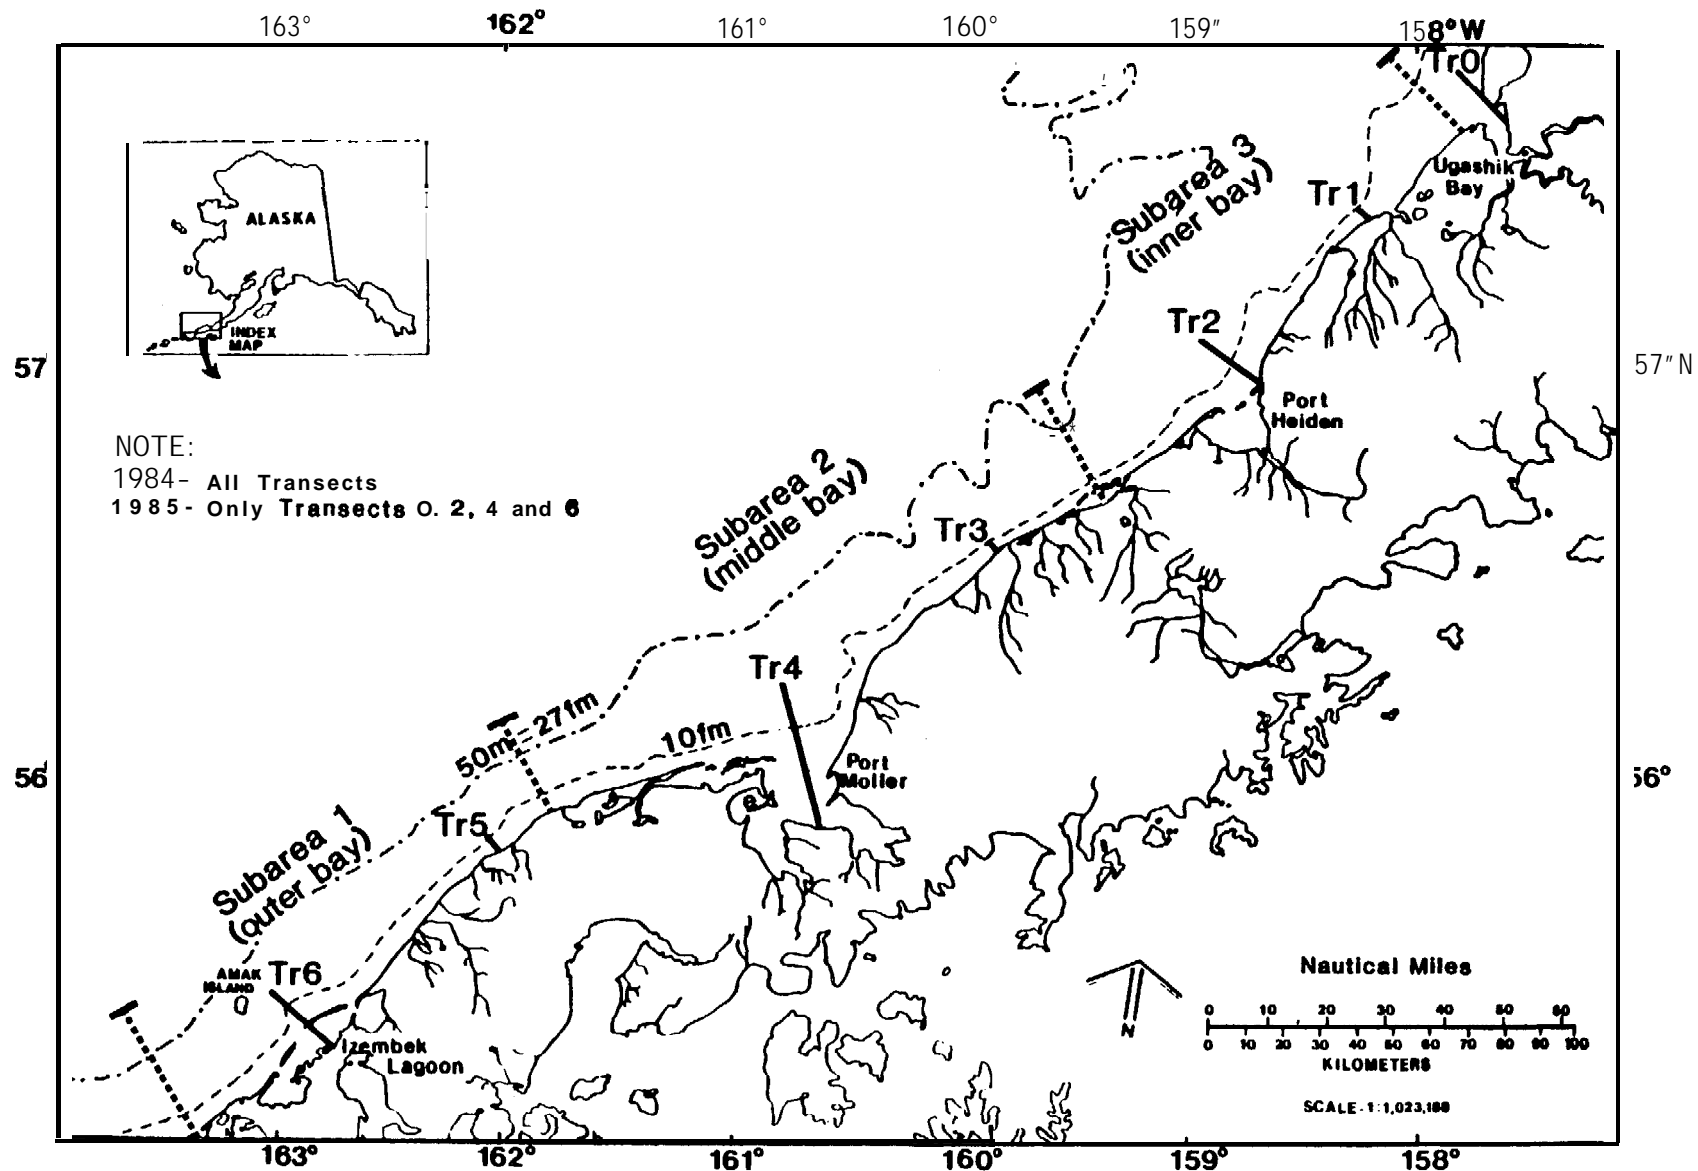 163° 162° 161° 160° 159″ 158°W
Tr0
Ugashik
Bay
Tr1
Subarea 3
(inner bay)
ALASKA
INDEX
MAP
Tr2
57 57″N
Port
Heiden
NOTE:
1984- All Transects
1985- Only Transects O. 2, 4 and 6
Subarea 2
(middle bay)
Tr3
Tr4
50m-27fm
10fm
Port
Moller
56 56°
Tr5
Subarea 1
(outer bay)
AMAK
ISLAND
Tr6
Izembek
Lagoon
Nautical Miles
0 10 20 30 40 50 60
0 10 20 30 40 50 60 70 80 90 100
KILOMETERS
N
SCALE-1:1,023,188
163° 162° 161° 160° 159° 158°